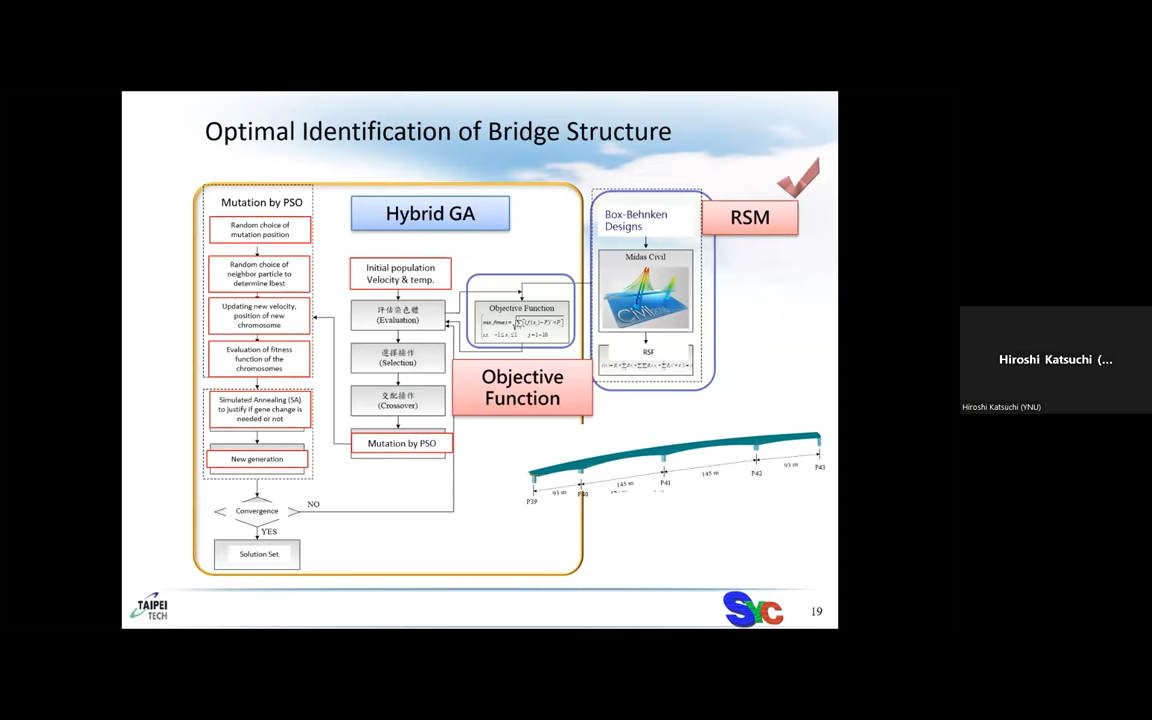 Optimal Identification of Bridge Structure
Mutation by PSO
Random choice of
mutation position
Random choice of
neighbor particle to
determine lbest
Updating new velocity,
position of new
chromosome
Evaluation of fitness
function of the
chromosomes
Simulated Annealing (SA)
to justify if gene change is
needed or not
New generation
Convergence
NO
YES
Solution Set
Hybrid GA
Initial population
Velocity & temp.
評估染色體
(Evaluation)
選擇操作
(Selection)
交配操作
(Crossover)
Mutation by PSO
Objective Function
Objective
Function
Box-Behnken
Designs
Midas Civil
CIVIL
RSF
RSM
P39
93 m
P40
145 m
P41
145 m
P42
93 m
P43
TAIPEI
TECH
SYC
19
Hiroshi Katsuchi (...
Hiroshi Katsuchi (YNU)